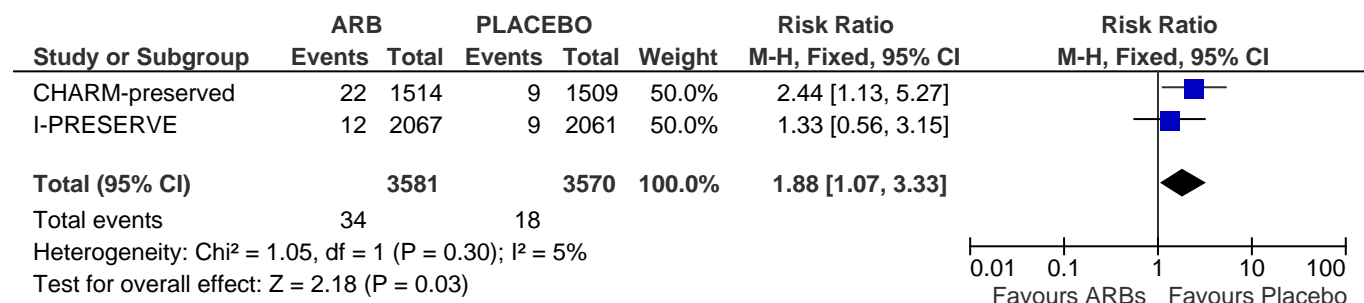 ARB PLACEBO Risk Ratio Risk Ratio
Study or Subgroup Events Total Events Total Weight M-H, Fixed, 95% CI M-H, Fixed, 95% CI
CHARM-preserved 22 1514 9 1509 50.0% 2.44 [1.13, 5.27]
I-PRESERVE 12 2067 9 2061 50.0% 1.33 [0.56, 3.15]
Total (95% CI) 3581 3570 100.0% 1.88 [1.07, 3.33]
Total events 34 18
Heterogeneity: Chi² = 1.05, df = 1 (P = 0.30); I² = 5%
Test for overall effect: Z = 2.18 (P = 0.03)
0.01 0.1 1 10 100
Favours ARBs Favours Placebo